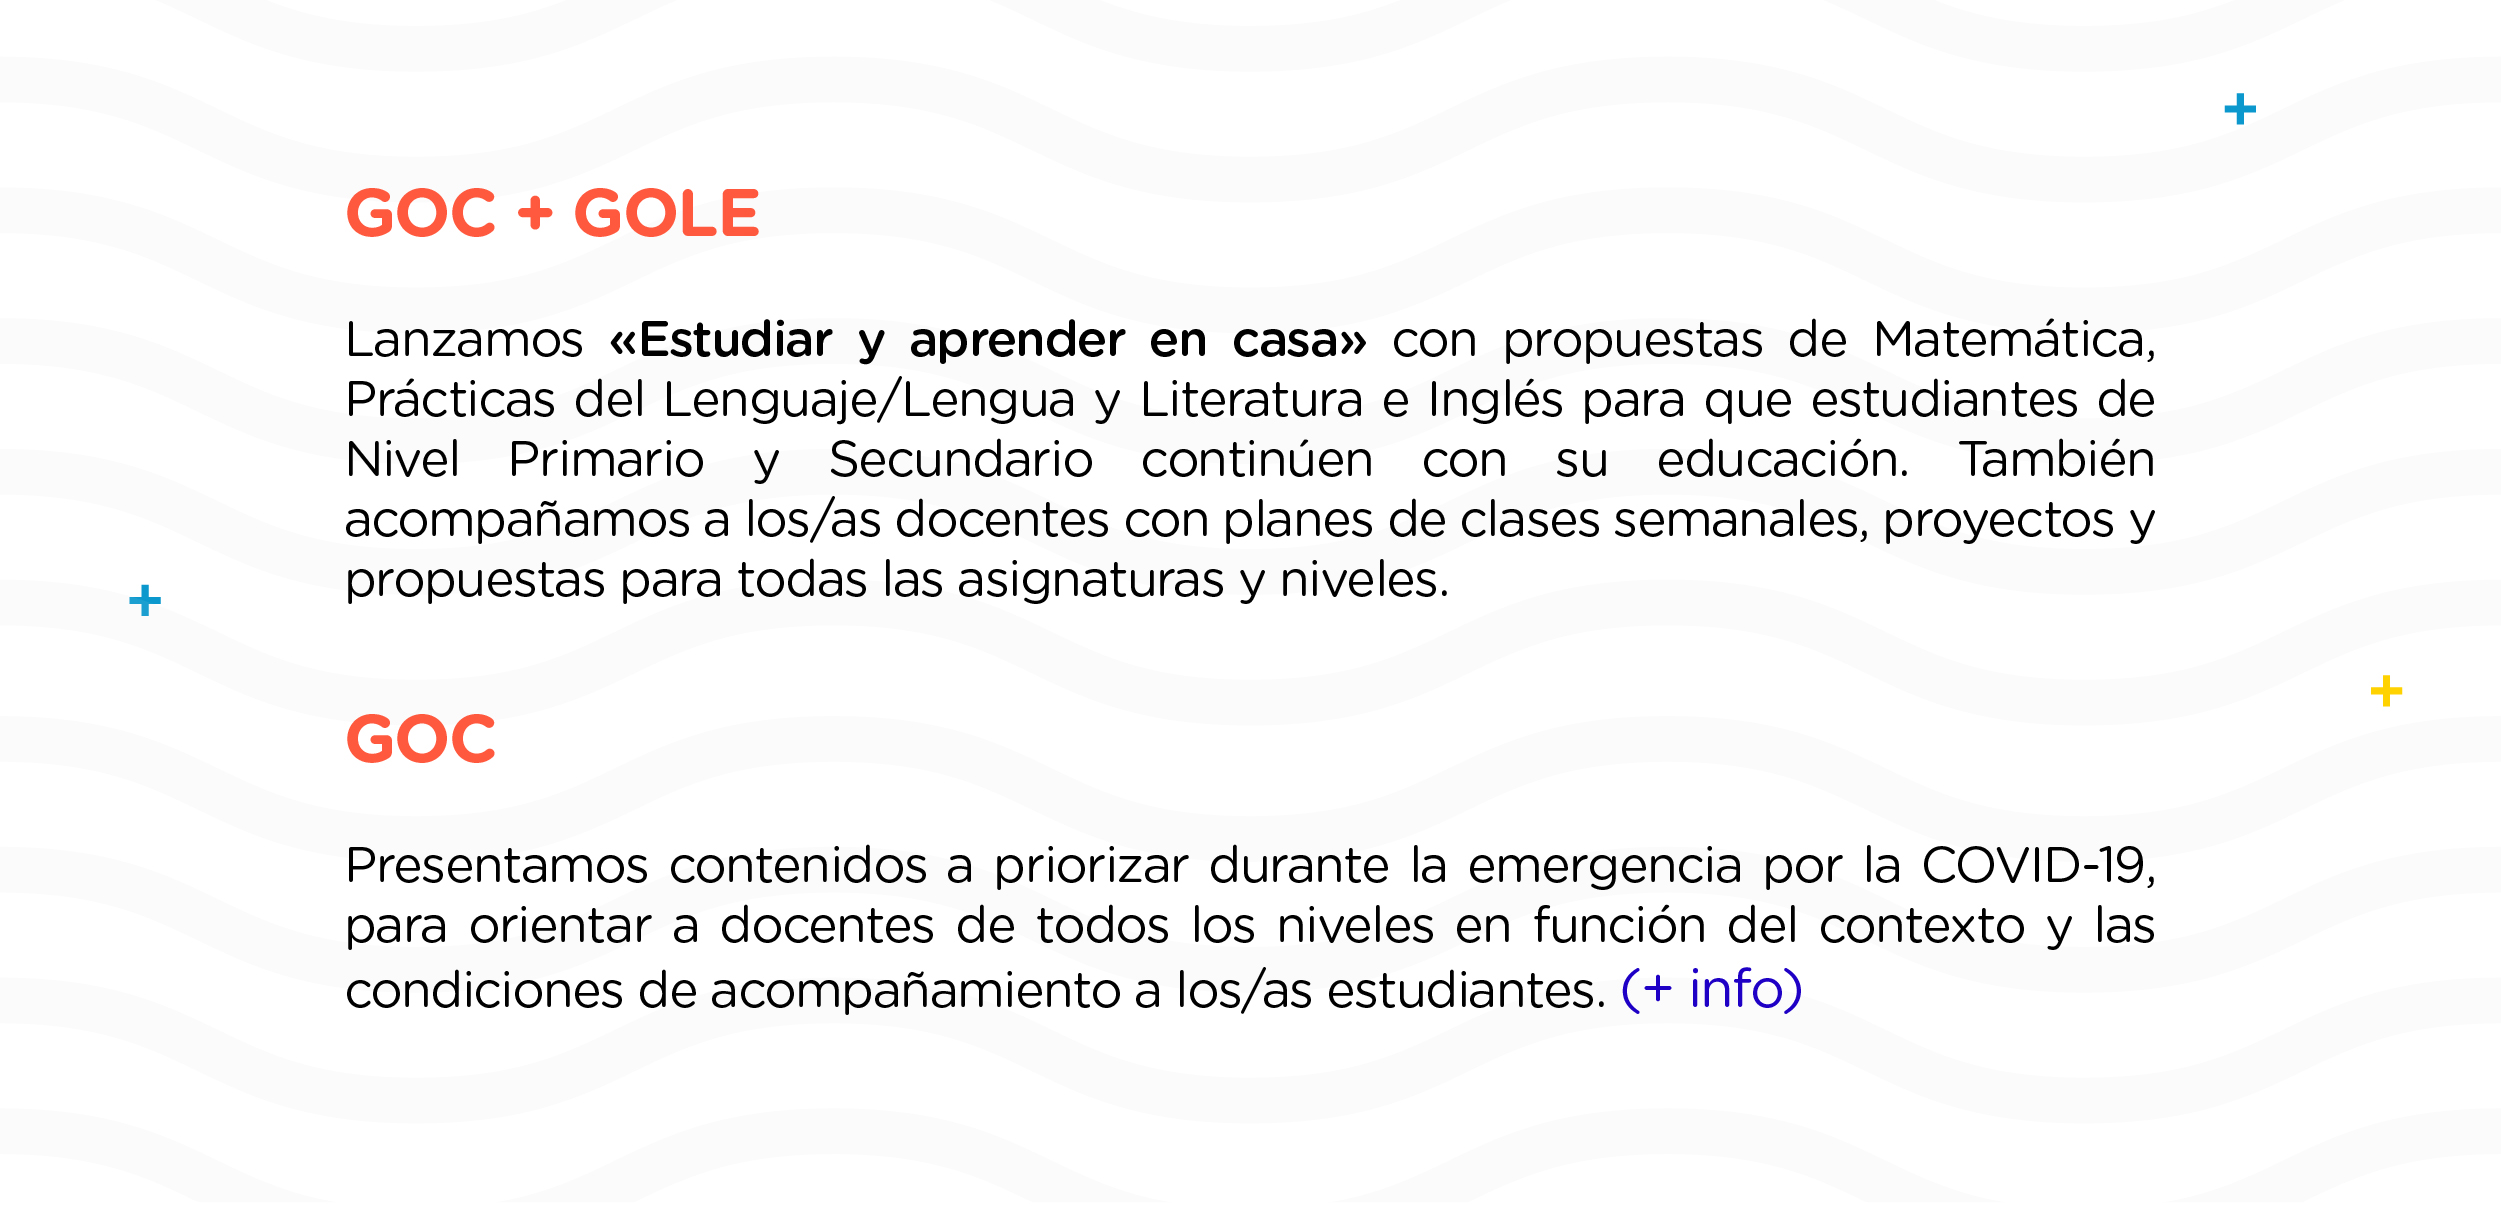 GOC + GOLE
Lanzamos «Estudiar y aprender en casa» con propuestas de Matemática,
Prácticas del Lenguaje/Lengua y Literatura e Inglés para que estudiantes de
Nivel Primario y Secundario continúen con su educación. También
acompañamos a los/as docentes con planes de clases semanales, proyectos y
propuestas para todas las asignaturas y niveles.
GOC
Presentamos contenidos a priorizar durante la emergencia por la COVID-19,
para orientar a docentes de todos los niveles en función del contexto y las
condiciones de acompañamiento a los/as estudiantes. (+ info)